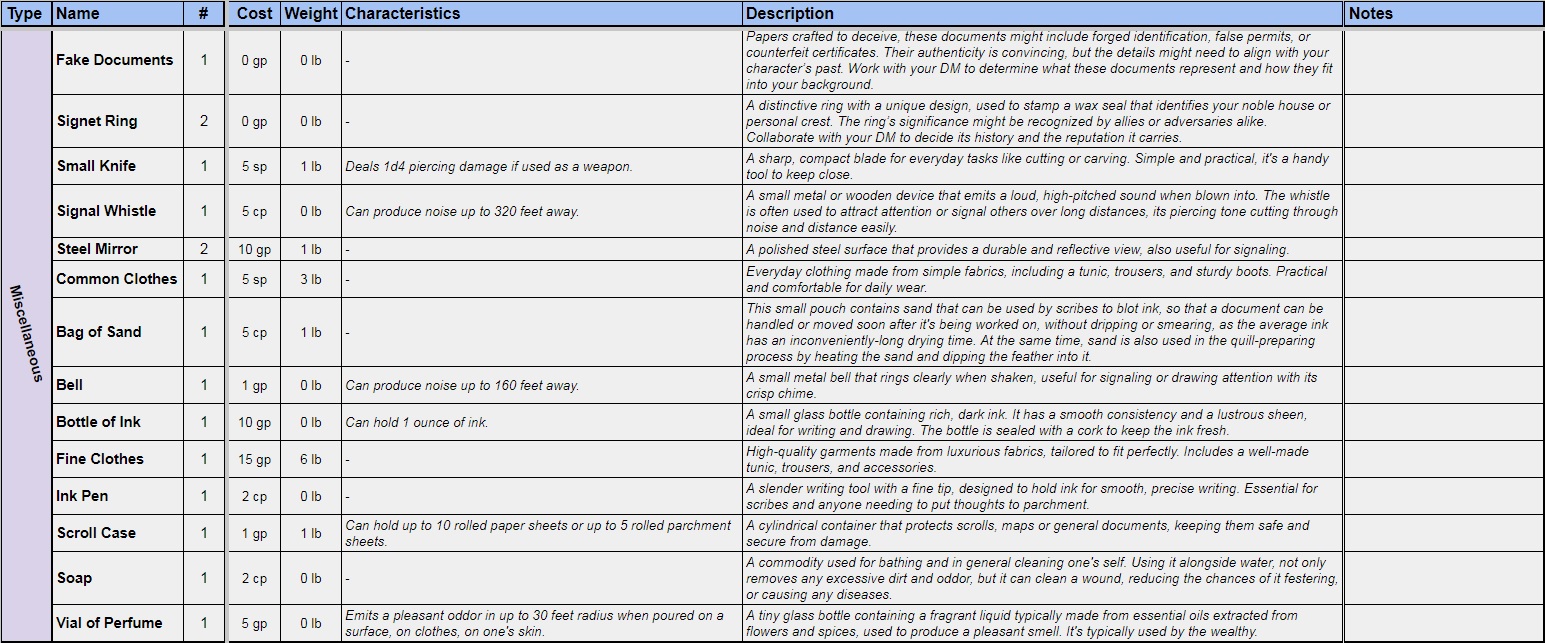 Type Name # Cost Weight Characteristics Description Notes
Miscellaneous
Fake Documents 1 0 gp 0 lb -
Papers crafted to deceive, these documents might include forged identification, false permits, or
counterfeit certificates. Their authenticity is convincing, but the details might need to align with your
character's past. Work with your DM to determine what these documents represent and how they fit
into your background.
Signet Ring 2 0 gp 0 lb -
A distinctive ring with a unique design, used to stamp a wax seal that identifies your noble house or
personal crest. The ring's significance might be recognized by allies or adversaries alike.
Collaborate with your DM to decide its history and the reputation it carries.
Small Knife 1 5 sp 1 lb Deals 1d4 piercing damage if used as a weapon.
A sharp, compact blade for everyday tasks like cutting or carving. Simple and practical, it's a handy
tool to keep close.
Signal Whistle 1 5 cp 0 lb Can produce noise up to 320 feet away.
A small metal or wooden device that emits a loud, high-pitched sound when blown into. The whistle
is often used to attract attention or signal others over long distances, its piercing tone cutting through
noise and distance easily.
Steel Mirror 2 10 gp 1 lb - A polished steel surface that provides a durable and reflective view, also useful for signaling.
Common Clothes 1 5 sp 3 lb -
Everyday clothing made from simple fabrics, including a tunic, trousers, and sturdy boots. Practical
and comfortable for daily wear.
Bag of Sand 1 5 cp 1 lb -
This small pouch contains sand that can be used by scribes to blot ink, so that a document can be
handled or moved soon after it's being worked on, without dripping or smearing, as the average ink
has an inconveniently-long drying time. At the same time, sand is also used in the quill-preparing
process by heating the sand and dipping the feather into it.
Bell 1 1 gp 0 lb Can produce noise up to 160 feet away.
A small metal bell that rings clearly when shaken, useful for signaling or drawing attention with its
crisp chime.
Bottle of Ink 1 10 gp 0 lb Can hold 1 ounce of ink.
A small glass bottle containing rich, dark ink. It has a smooth consistency and a lustrous sheen,
ideal for writing and drawing. The bottle is sealed with a cork to keep the ink fresh.
Fine Clothes 1 15 gp 6 lb -
High-quality garments made from luxurious fabrics, tailored to fit perfectly. Includes a well-made
tunic, trousers, and accessories.
Ink Pen 1 2 cp 0 lb -
A slender writing tool with a fine tip, designed to hold ink for smooth, precise writing. Essential for
scribes and anyone needing to put thoughts to parchment.
Scroll Case 1 1 gp 1 lb
Can hold up to 10 rolled paper sheets or up to 5 rolled parchment
sheets.
A cylindrical container that protects scrolls, maps or general documents, keeping them safe and
secure from damage.
Soap 1 2 cp 0 lb -
A commodity used for bathing and in general cleaning one's self. Using it alongside water, not only
removes any excessive dirt and oddor, but it can clean a wound, reducing the chances of it festering,
or causing any diseases.
Vial of Perfume 1 5 gp 0 lb
Emits a pleasant oddor in up to 30 feet radius when poured on a
surface, on clothes, on one's skin.
A tiny glass bottle containing a fragrant liquid typically made from essential oils extracted from
flowers and spices, used to produce a pleasant smell. It's typically used by the wealthy.